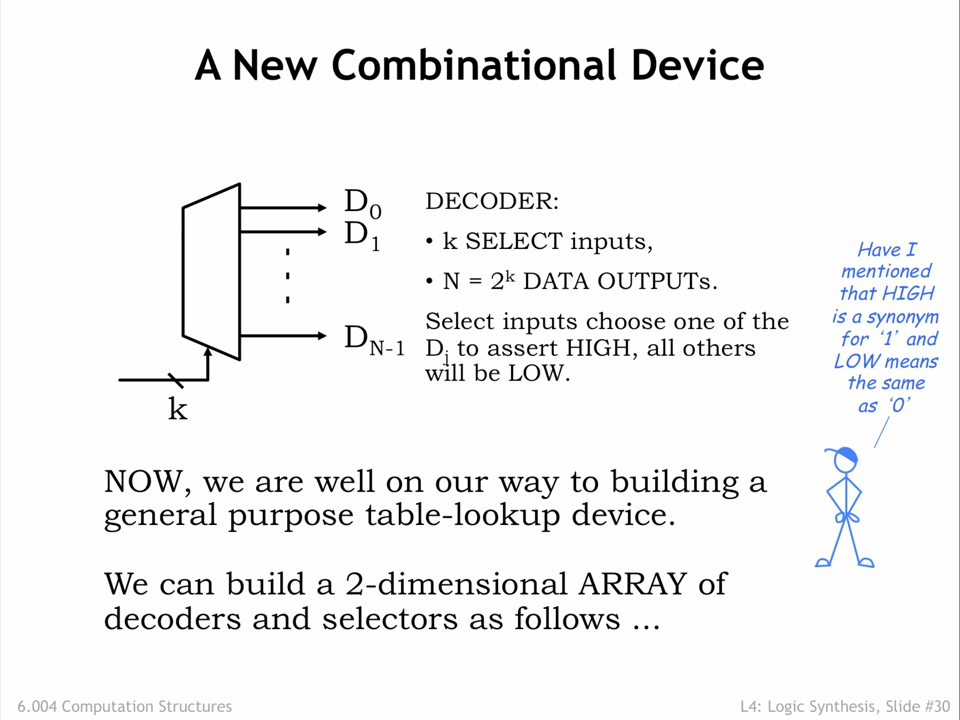 A New Combinational Device
D₀
D₁
D_N-1
k
DECODER:
• k SELECT inputs,
• N = 2ᵏ DATA OUTPUTs.
Select inputs choose one of the
Dⱼ to assert HIGH, all others
will be LOW.
Have I
mentioned
that HIGH
is a synonym
for ‘1’ and
LOW means
the same
as ‘0’
NOW, we are well on our way to building a
general purpose table-lookup device.
We can build a 2-dimensional ARRAY of
decoders and selectors as follows ...
6.004 Computation Structures
L4: Logic Synthesis, Slide #30